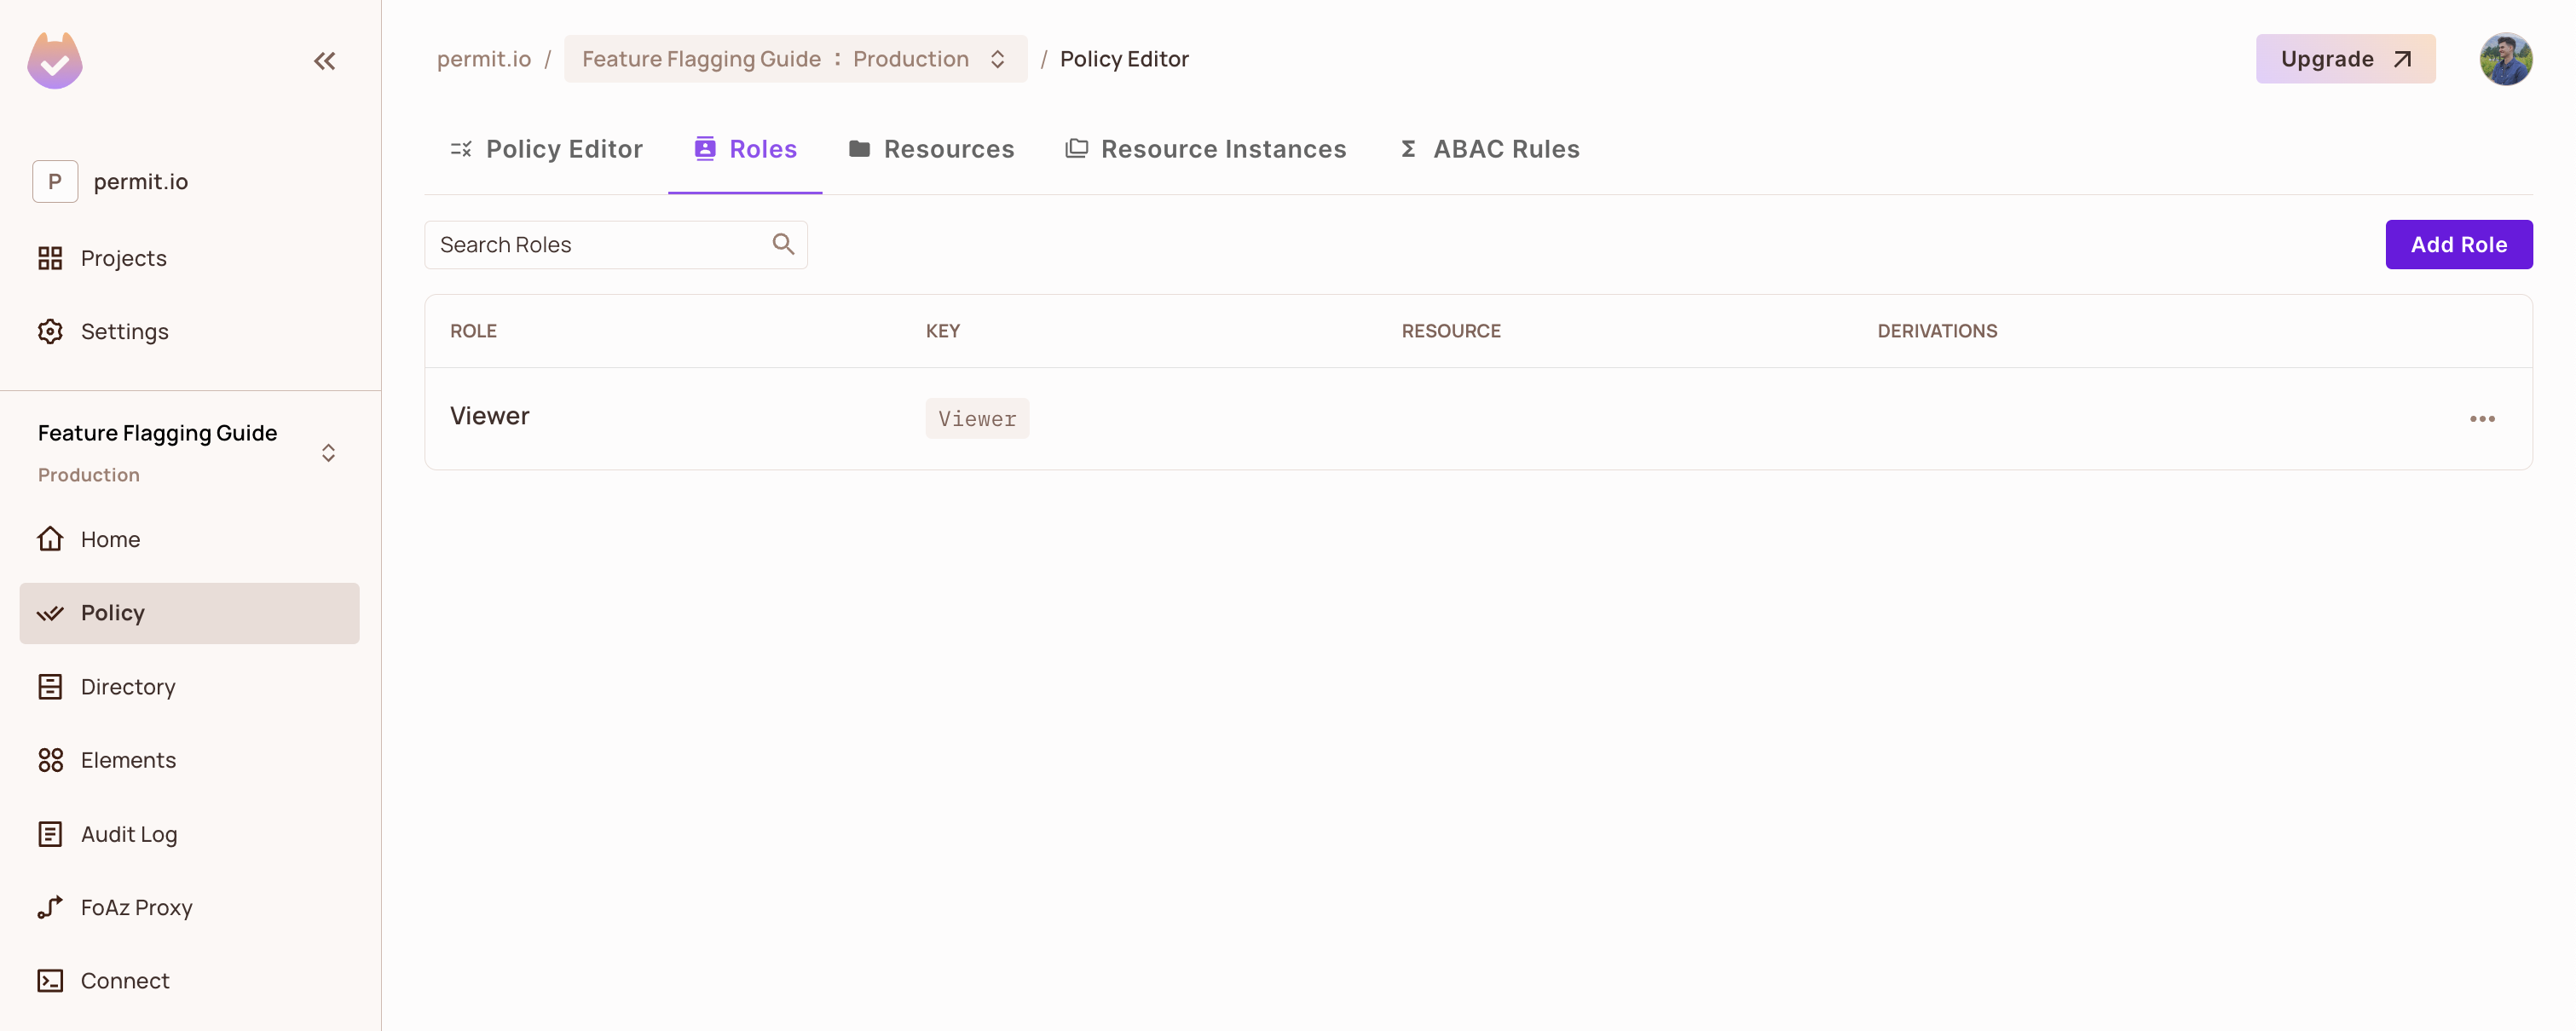 permit.io / Feature Flagging Guide : Production / Policy Editor
Upgrade
P permit.io
Projects
Settings
Feature Flagging Guide
Production
Home
Policy
Directory
Elements
Audit Log
FoAz Proxy
Connect
Policy Editor Roles Resources Resource Instances ABAC Rules
Search Roles
Add Role
ROLE KEY RESOURCE DERIVATIONS
Viewer Viewer